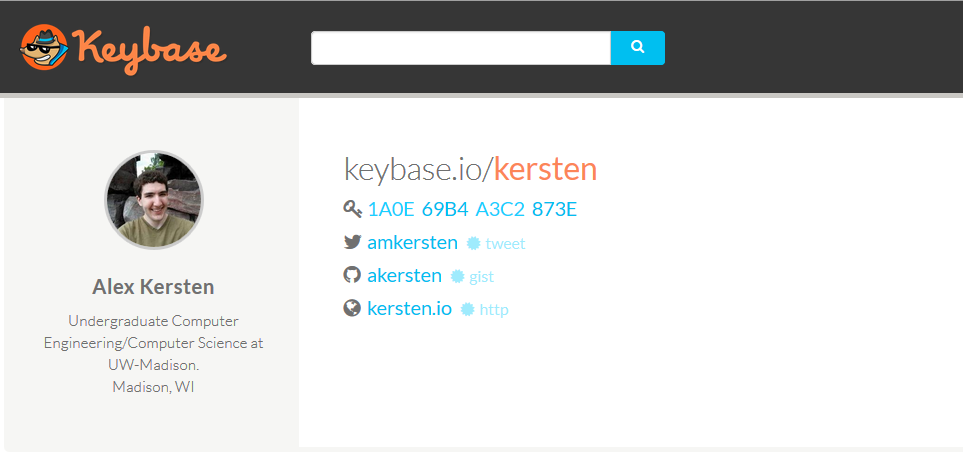 Keybase
keybase.io/kersten
1A0E 69B4 A3C2 873E
amkersten tweet
akersten gist
kersten.io http
Alex Kersten
Undergraduate Computer
Engineering/Computer Science at
UW-Madison.
Madison, WI